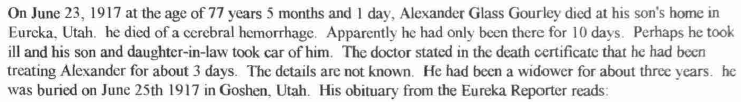 On June 23, 1917 at the age of 77 years 5 months and 1 day, Alexander Glass Gourley died at his son's home in
Eureka, Utah. he died of a cerebral hemorrhage. Apparently he had only been there for 10 days. Perhaps he took
ill and his son and daughter-in-law took car of him. The doctor stated in the death certificate that he had been
treating Alexander for about 3 days. The details are not known. He had been a widower for about three years. he
was buried on June 25th 1917 in Goshen, Utah. His obituary from the Eureka Reporter reads: